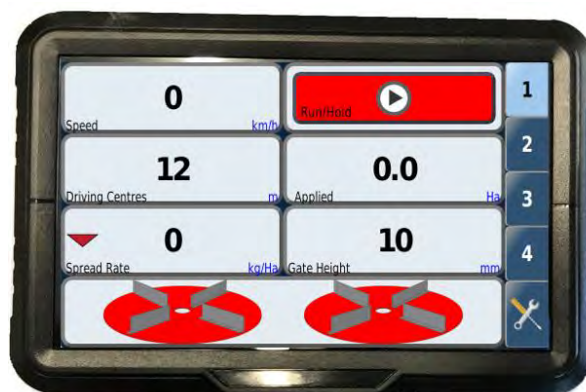 0
Speed km/h
Run/Hold
1
12
Driving Centres m
0.0
Applied Ha
2
3
0
Spread Rate kg/Ha
10
Gate Height mm
4